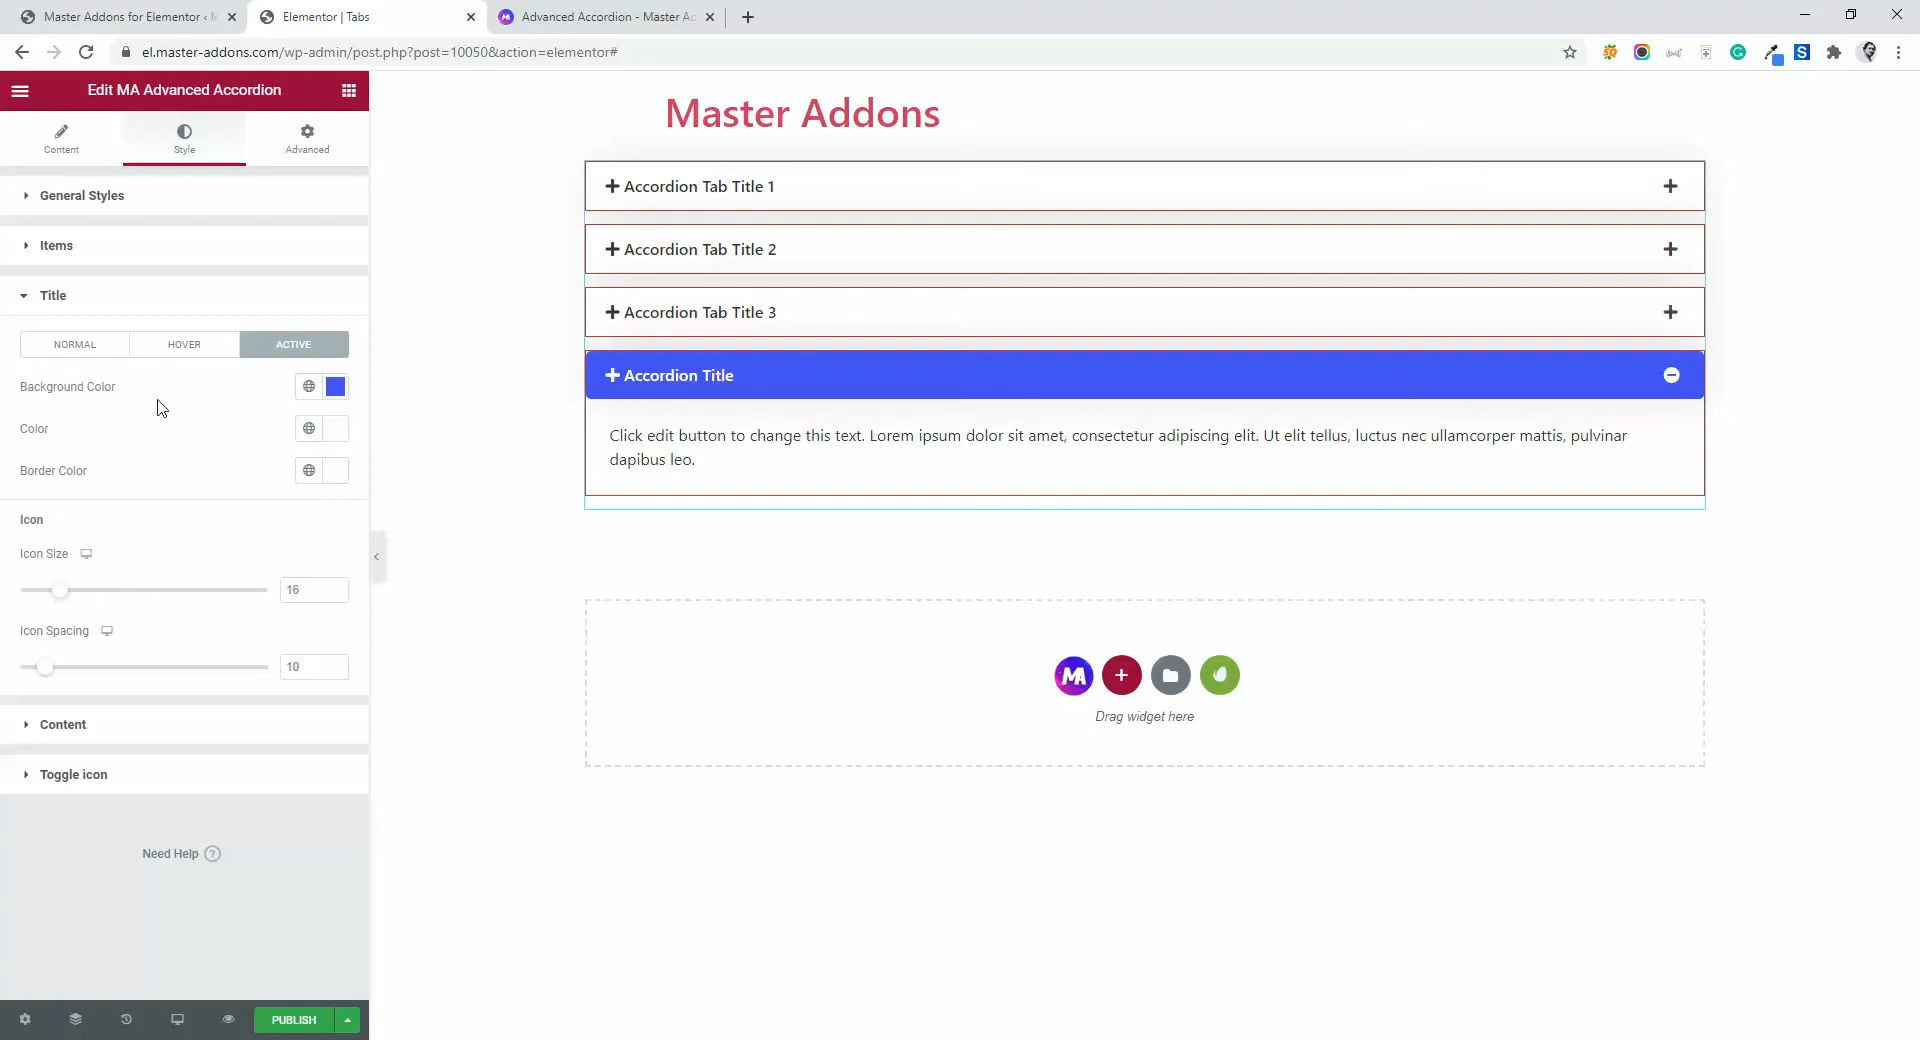 Master Addons for Elementor ‹
Elementor | Tabs
Advanced Accordion - Master Ac
el.master-addons.com/wp-admin/post.php?post=10050&action=elementor#
Edit MA Advanced Accordion
Content
Style
Advanced
General Styles
Items
Title
NORMAL
HOVER
ACTIVE
Background Color
Color
Border Color
Icon
Icon Size
16
Icon Spacing
10
Content
Toggle icon
Need Help ?
PUBLISH
Master Addons
Accordion Tab Title 1
Accordion Tab Title 2
Accordion Tab Title 3
Accordion Title
Click edit button to change this text. Lorem ipsum dolor sit amet, consectetur adipiscing elit. Ut elit tellus, luctus nec ullamcorper mattis, pulvinar
dapibus leo.
MA
Drag widget here